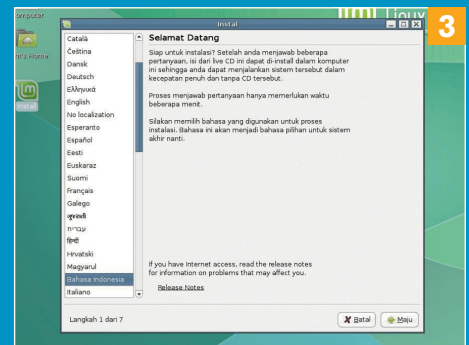 omputer
Instal
Linux
3
nt's Home
Install
Català
Čeština
Dansk
Deutsch
Ελληνικά
English
No localization
Esperanto
Español
Eesti
Euskaraz
Suomi
Français
Galego
ગુજરાતી
עברית
हिन्दी
Hrvatski
Magyarul
Bahasa Indonesia
Italiano
Selamat Datang
Siap untuk instalasi? Setelah anda menjawab beberapa
pertanyaan, isi dari live CD ini dapat di-install dalam komputer
ini sehingga anda dapat menjalankan sistem tersebut dalam
kecepatan penuh dan tanpa CD tersebut.
Proses menjawab pertanyaan hanya memerlukan waktu
beberapa menit.
Silakan memilih bahasa yang digunakan untuk proses
instalasi. Bahasa ini akan menjadi bahasa pilihan untuk sistem
akhir nanti.
If you have Internet access, read the release notes
for information on problems that may affect you.
Release Notes
Langkah 1 dari 7
Batal
Maju